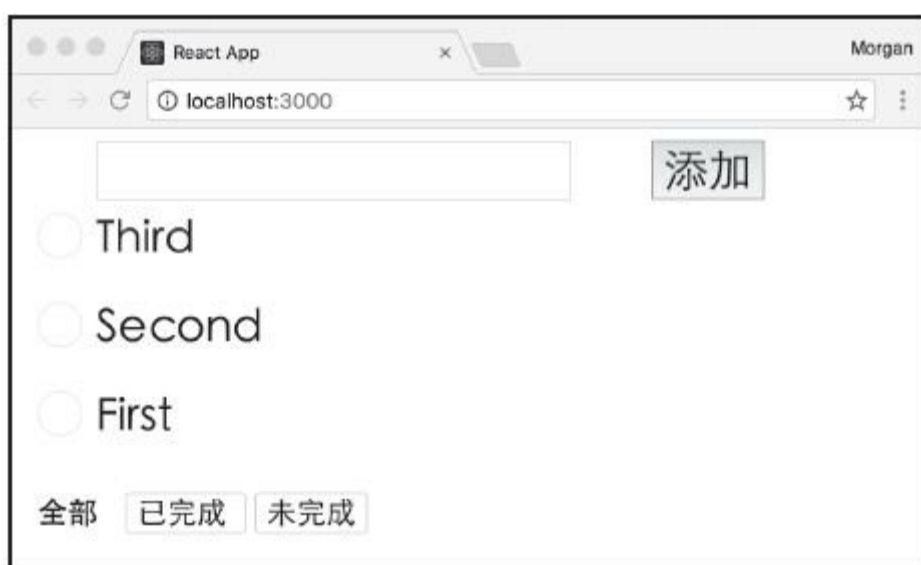 React App Morgan
localhost:3000
添加
Third
Second
First
全部 已完成 未完成